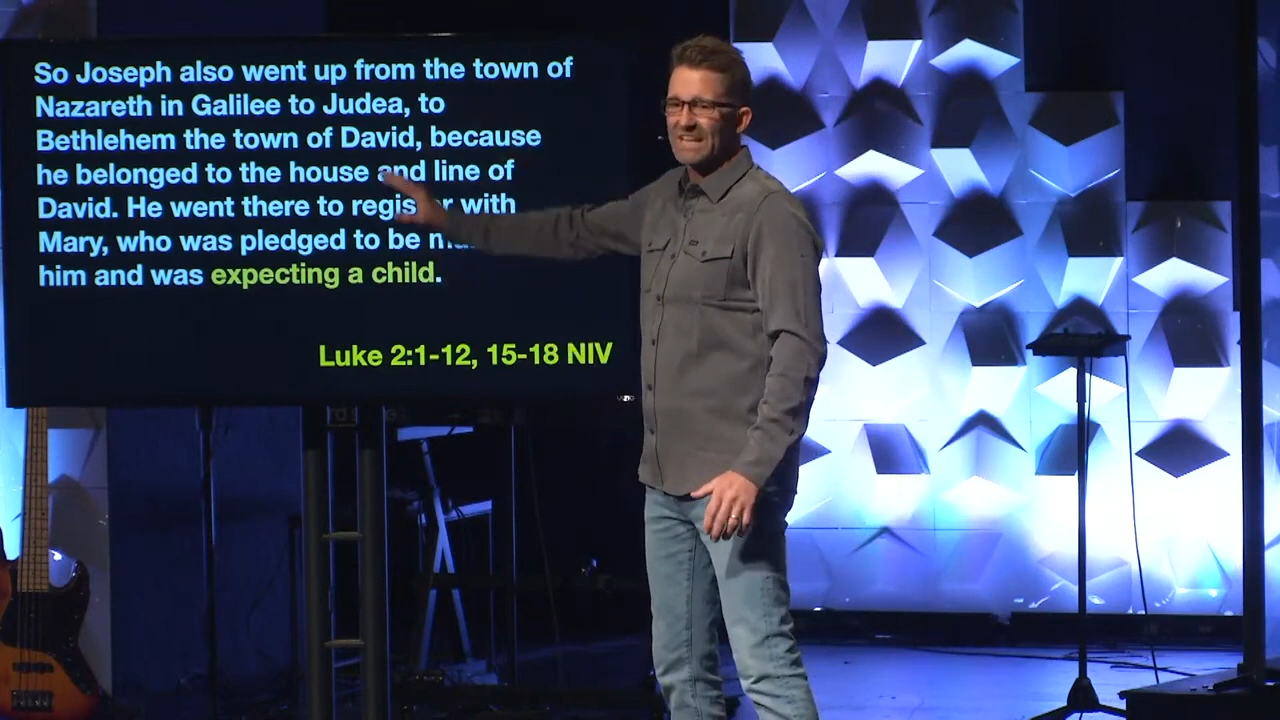 So Joseph also went up from the town of
Nazareth in Galilee to Judea, to
Bethlehem the town of David, because
he belonged to the house and line of
David. He went there to with
Mary, who was pledged to be
him and was expecting a child.
Luke 2:1-12, 15-18 NIV
VIZIO